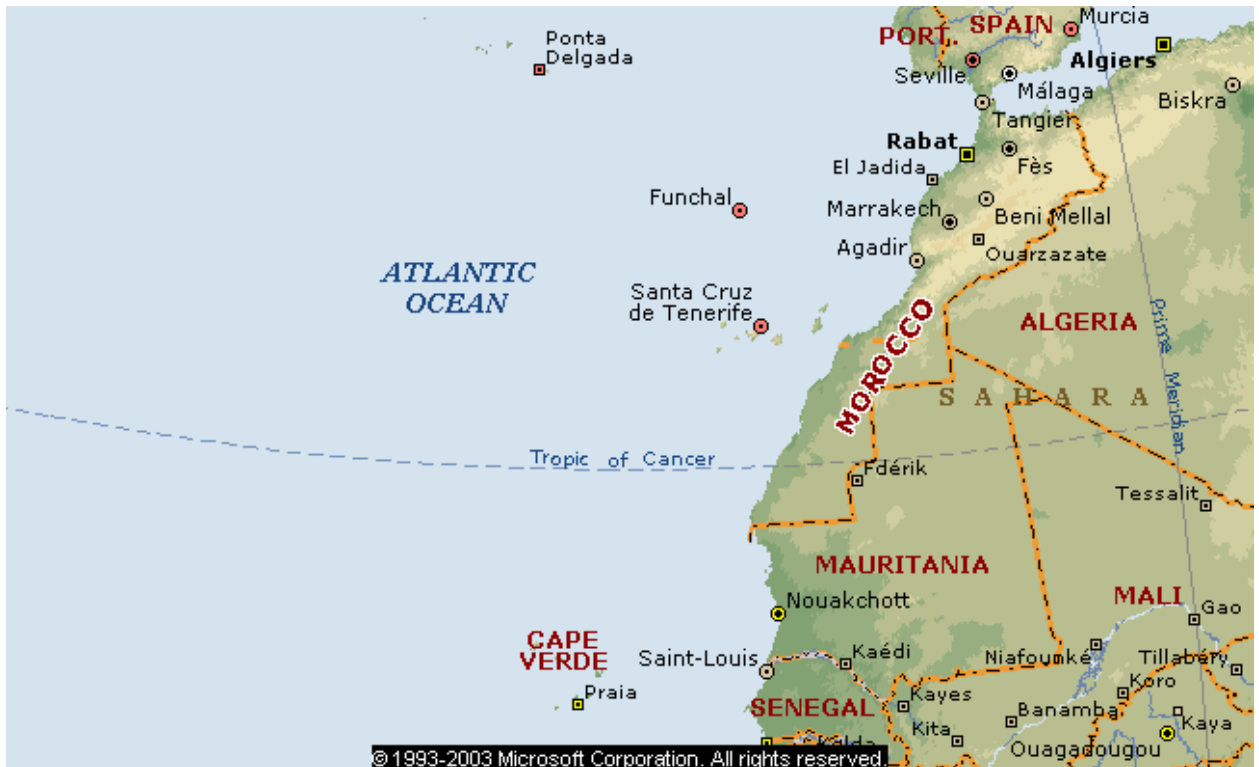 Ponta
Delgada
PORT.
SPAIN
Murcia
Algiers
Seville
Málaga
Biskra
Tangier
Rabat
Fès
El Jadida
Funchal
Marrakech
Beni Mellal
Agadir
Ouarzazate
ATLANTIC
OCEAN
Santa Cruz
de Tenerife
MOROCCO
ALGERIA
Prime Meridian
SAHARA
Tropic of Cancer
Fdérik
Tessalit
MAURITANIA
Nouakchott
MALI
Gao
CAPE
VERDE
Saint-Louis
Kaédi
Niafounké
Tillabéry
Praia
SENEGAL
Kayes
Koro
Banamba
Kaya
Kita
Ouagadougou
© 1993-2003 Microsoft Corporation. All rights reserved.